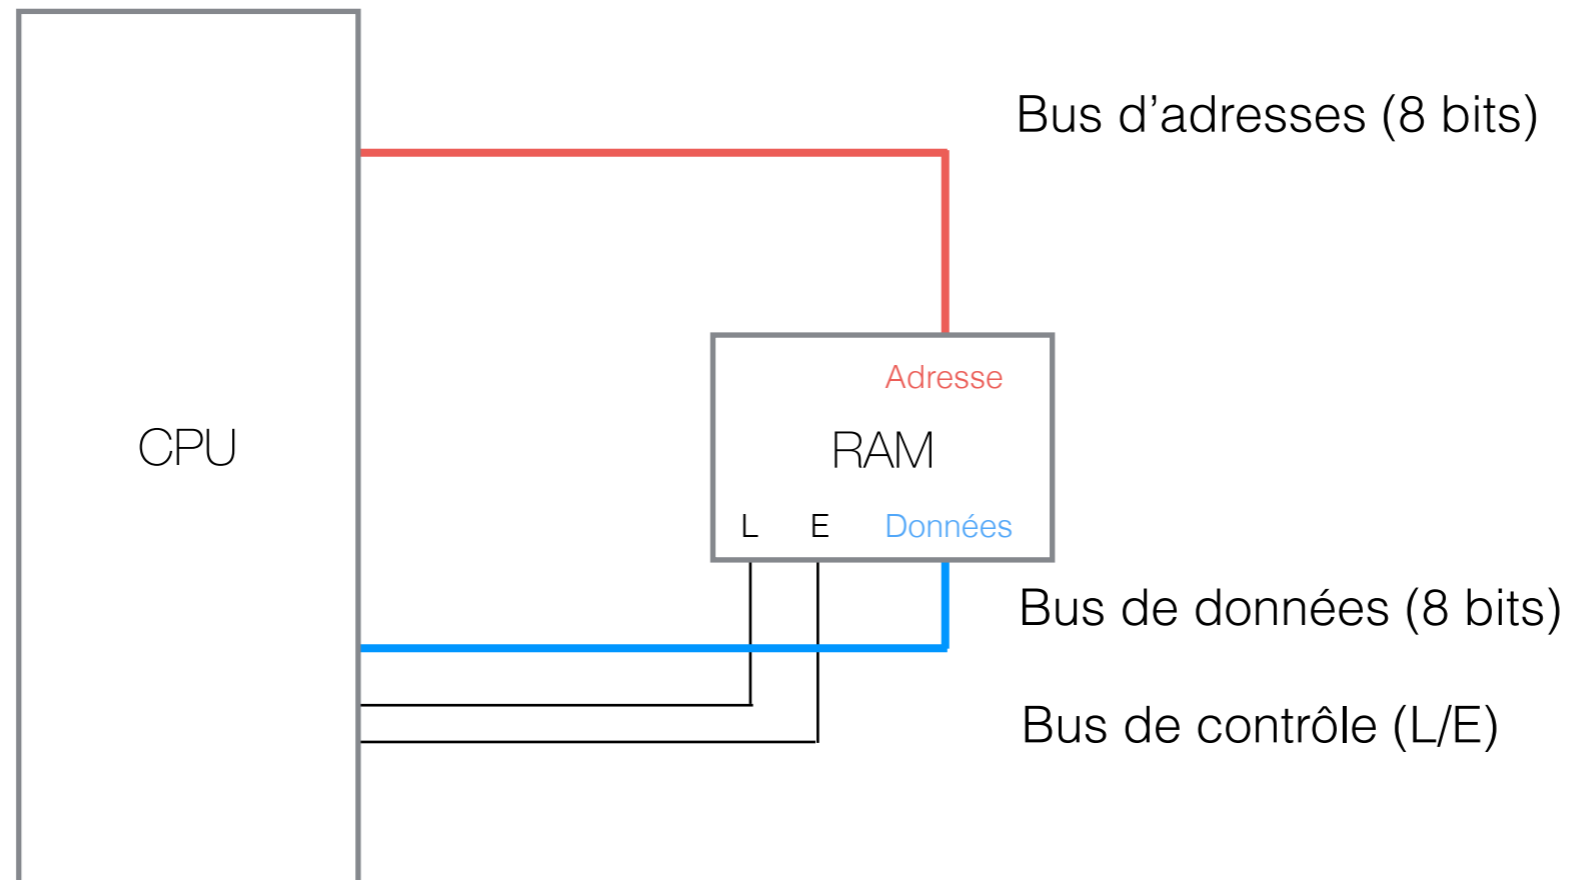 Bus d’adresses (8 bits)
Adresse
CPU
RAM
L E Données
Bus de données (8 bits)
Bus de contrôle (L/E)